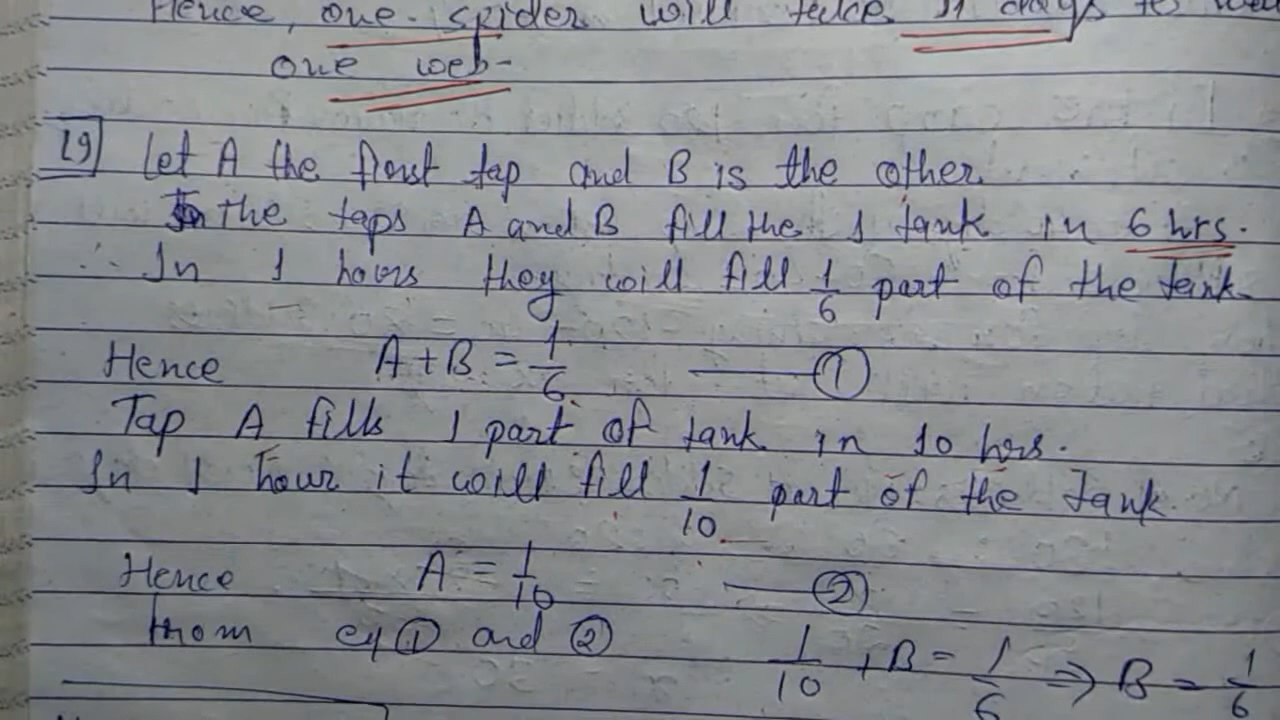 Hence, one spider will take 11 days to
one web-
19 Let A the first tap and B is the other.
In the taps A and B fill the 1 tank in 6 hrs.
∴ In 1 hours they will fill 1/6 part of the tank.
Hence A + B = 1/6 ——— ①
Tap A fills 1 part of tank in 10 hrs.
In 1 hour it will fill 1/10 part of the tank.
Hence A = 1/10 ——— ②
from eq ① and ② 1/10 + B = 1/6 ⇒ B = 1/6